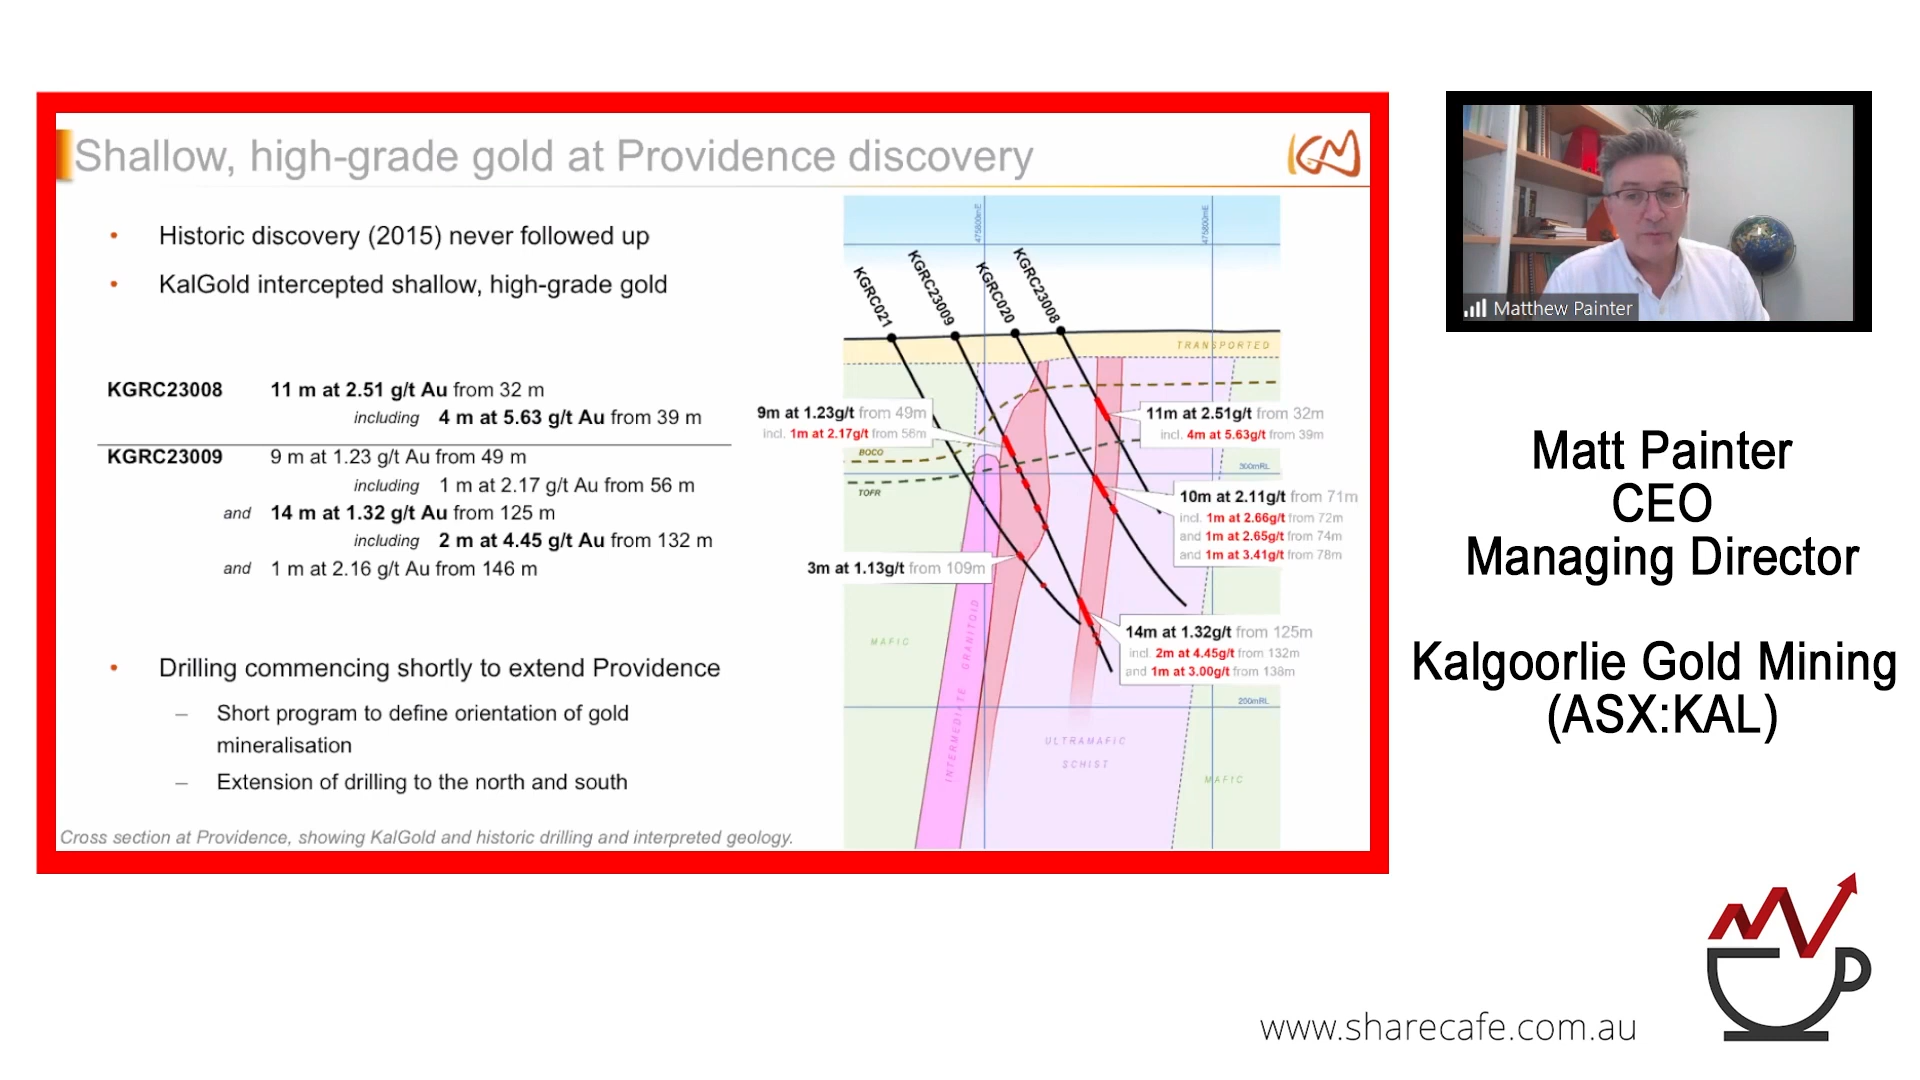 Shallow, high-grade gold at Providence discovery
KGM
• Historic discovery (2015) never followed up
• KalGold intercepted shallow, high-grade gold
KGRC23008 11 m at 2.51 g/t Au from 32 m
including 4 m at 5.63 g/t Au from 39 m
KGRC23009 9 m at 1.23 g/t Au from 49 m
including 1 m at 2.17 g/t Au from 56 m
and 14 m at 1.32 g/t Au from 125 m
including 2 m at 4.45 g/t Au from 132 m
and 1 m at 2.16 g/t Au from 146 m
• Drilling commencing shortly to extend Providence
– Short program to define orientation of gold
mineralisation
– Extension of drilling to the north and south
Cross section at Providence, showing KalGold and historic drilling and interpreted geology.
475800mE
KGRC021
KGRC23009
KGRC020
KGRC23008
TRANSPORTED
9m at 1.23g/t from 49m
incl. 1m at 2.17g/t from 56m
11m at 2.51g/t from 32m
incl. 4m at 5.63g/t from 39m
BOCO
TOFR
300mRL
10m at 2.11g/t from 71m
incl. 1m at 2.66g/t from 72m
and 1m at 2.65g/t from 74m
and 1m at 3.41g/t from 78m
3m at 1.13g/t from 109m
14m at 1.32g/t from 125m
incl. 2m at 4.45g/t from 132m
and 1m at 3.00g/t from 138m
MAFIC
INTERMEDIATE GRANITOID
200mRL
ULTRAMAFIC
SCHIST
MAFIC
Matthew Painter
Matt Painter
CEO
Managing Director
Kalgoorlie Gold Mining
(ASX:KAL)
www.sharecafe.com.au